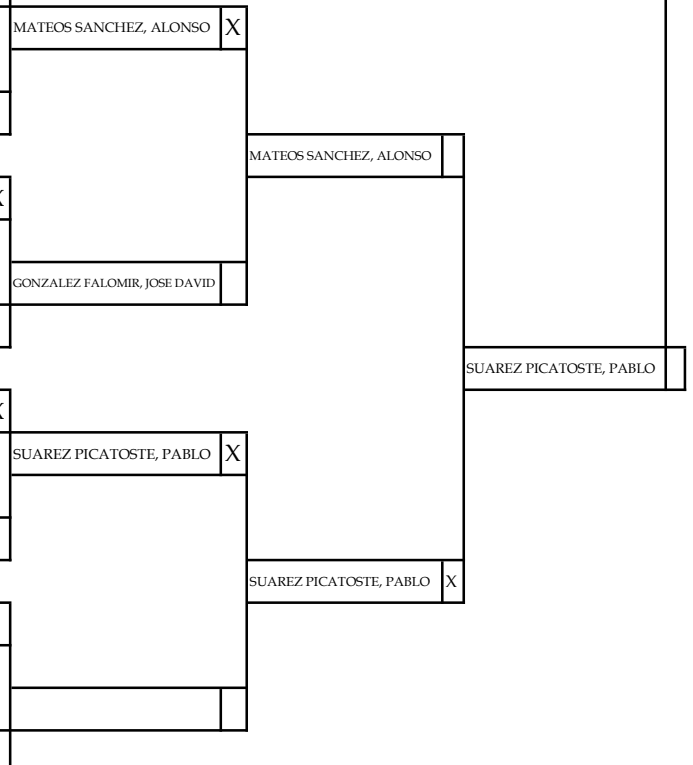 MATEOS SANCHEZ, ALONSO X
MATEOS SANCHEZ, ALONSO
X
GONZALEZ FALOMIR, JOSE DAVID
SUAREZ PICATOSTE, PABLO
X
SUAREZ PICATOSTE, PABLO X
SUAREZ PICATOSTE, PABLO X